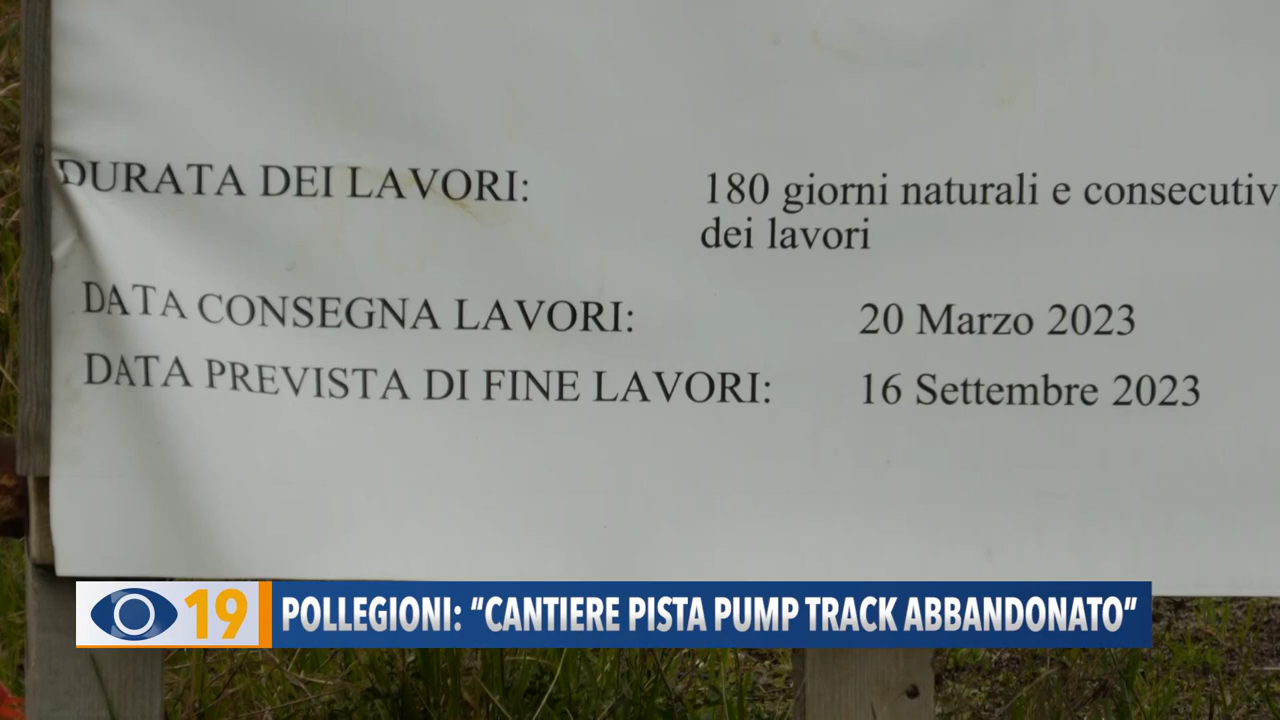 DURATA DEI LAVORI: 180 giorni naturali e consecutiv
dei lavori
DATA CONSEGNA LAVORI: 20 Marzo 2023
DATA PREVISTA DI FINE LAVORI: 16 Settembre 2023
19 POLLEGIONI: “CANTIERE PISTA PUMP TRACK ABBANDONATO”